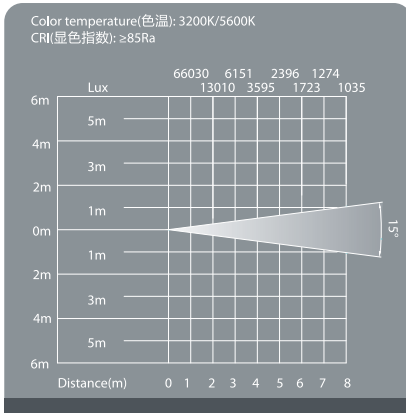 Color temperature(色温): 3200K/5600K
CRI(显色指数): ≥85Ra
66030 6151 2396 1274
Lux 13010 3595 1723 1035
6m
5m
4m
3m
2m
1m
0m
1m
2m
3m
4m
5m
6m
15°
Distance(m) 0 1 2 3 4 5 6 7 8